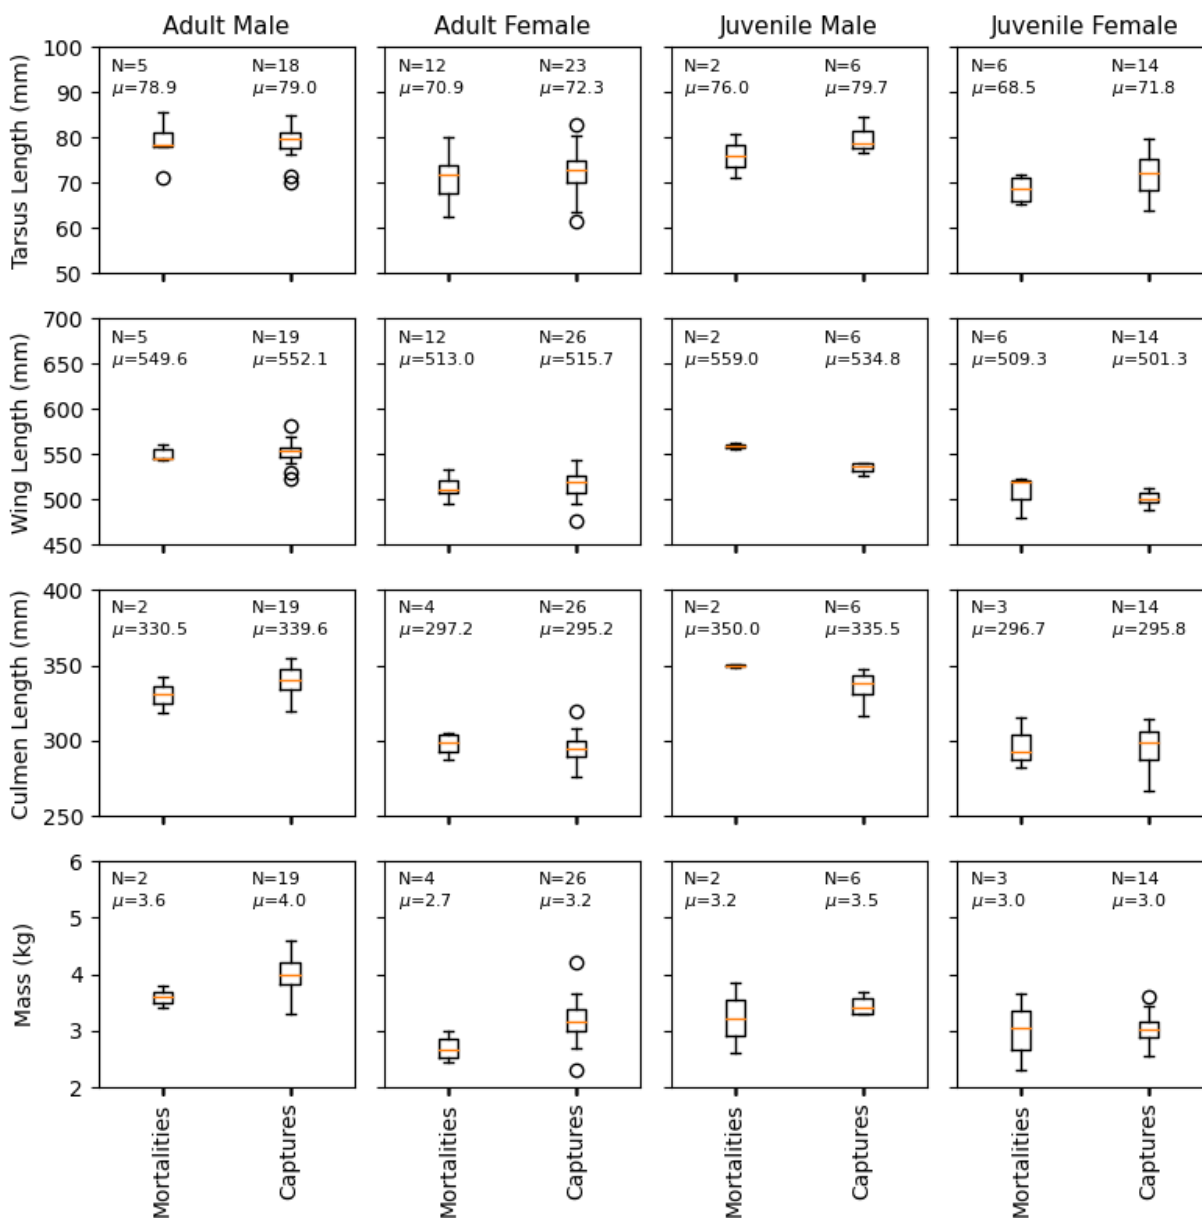 Adult Male Adult Female Juvenile Male Juvenile Female
Tarsus Length (mm)
100
90
80
70
60
50
N=5 N=18 N=12 N=23 N=2 N=6 N=6 N=14
μ=78.9 μ=79.0 μ=70.9 μ=72.3 μ=76.0 μ=79.7 μ=68.5 μ=71.8
Wing Length (mm)
700
650
600
550
500
450
N=5 N=19 N=12 N=26 N=2 N=6 N=6 N=14
μ=549.6 μ=552.1 μ=513.0 μ=515.7 μ=559.0 μ=534.8 μ=509.3 μ=501.3
Culmen Length (mm)
400
350
300
250
N=2 N=19 N=4 N=26 N=2 N=6 N=3 N=14
μ=330.5 μ=339.6 μ=297.2 μ=295.2 μ=350.0 μ=335.5 μ=296.7 μ=295.8
Mass (kg)
6
5
4
3
2
N=2 N=19 N=4 N=26 N=2 N=6 N=3 N=14
μ=3.6 μ=4.0 μ=2.7 μ=3.2 μ=3.2 μ=3.5 μ=3.0 μ=3.0
Mortalities Captures Mortalities Captures Mortalities Captures Mortalities Captures